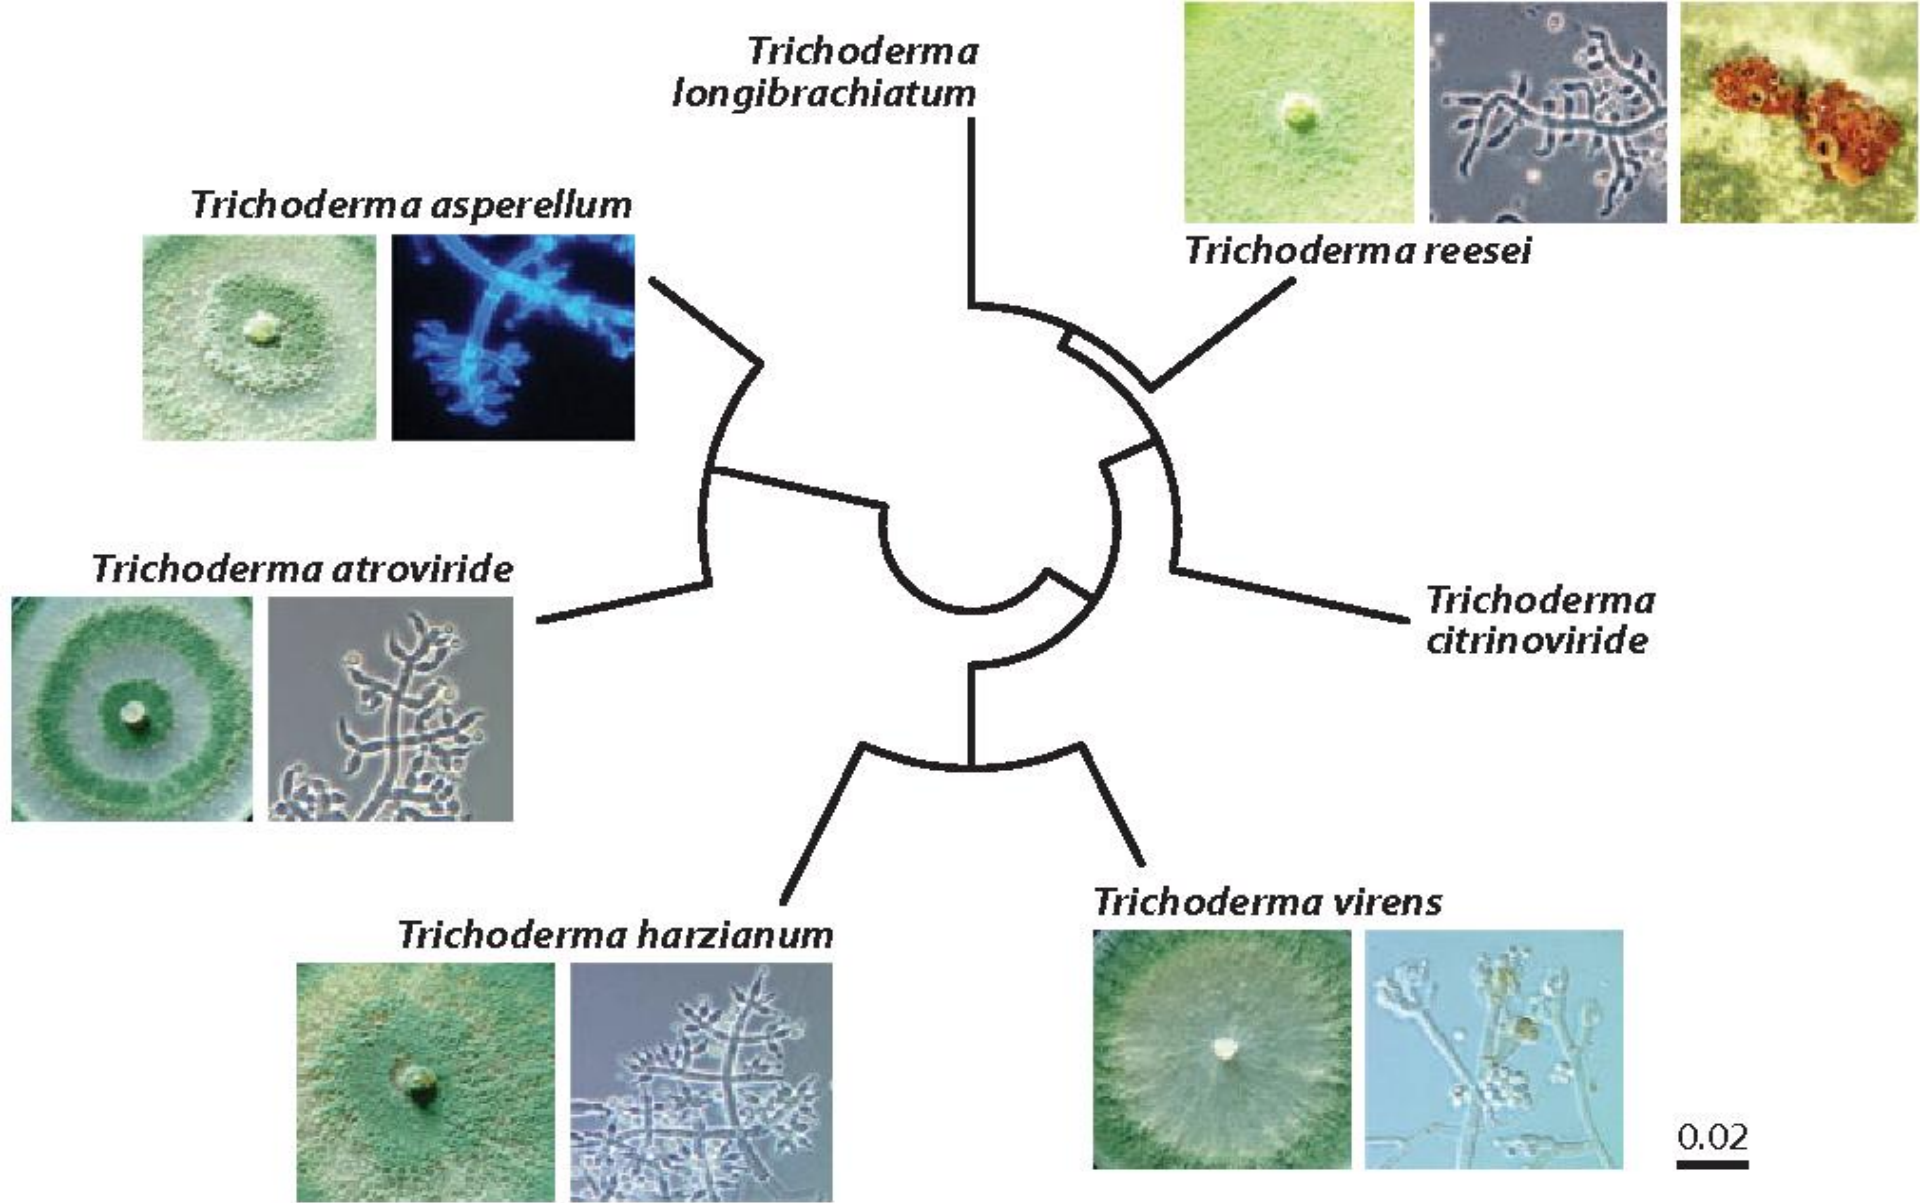 Trichoderma
longibrachiatum
Trichoderma reesei
Trichoderma asperellum
Trichoderma atroviride
Trichoderma
citrinoviride
Trichoderma virens
Trichoderma harzianum
0.02